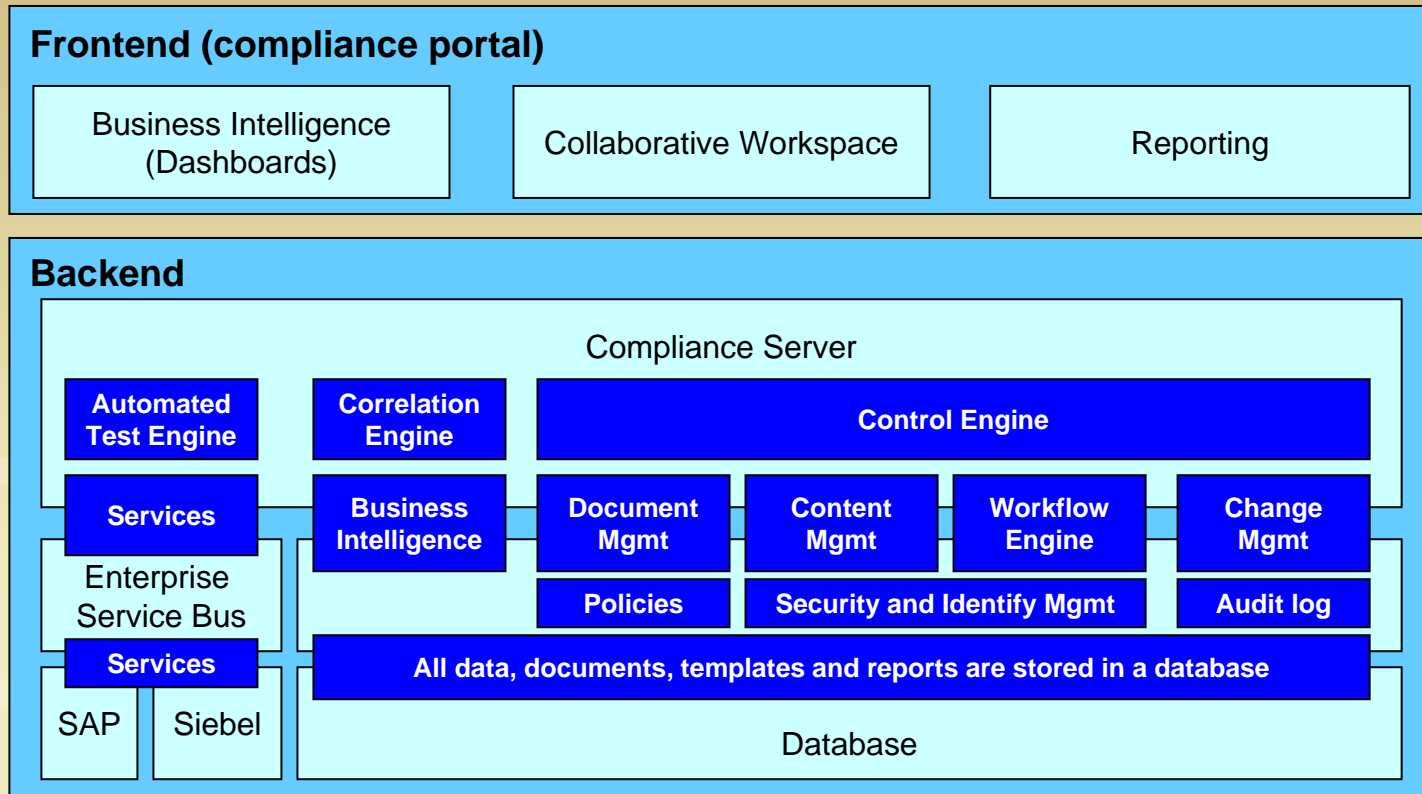 Frontend (compliance portal)
Business Intelligence
(Dashboards)
Collaborative Workspace
Reporting
Backend
Compliance Server
Automated
Test Engine
Correlation
Engine
Control Engine
Services
Business
Intelligence
Document
Mgmt
Content
Mgmt
Workflow
Engine
Change
Mgmt
Enterprise
Service Bus
Policies
Security and Identify Mgmt
Audit log
Services
All data, documents, templates and reports are stored in a database
SAP
Siebel
Database